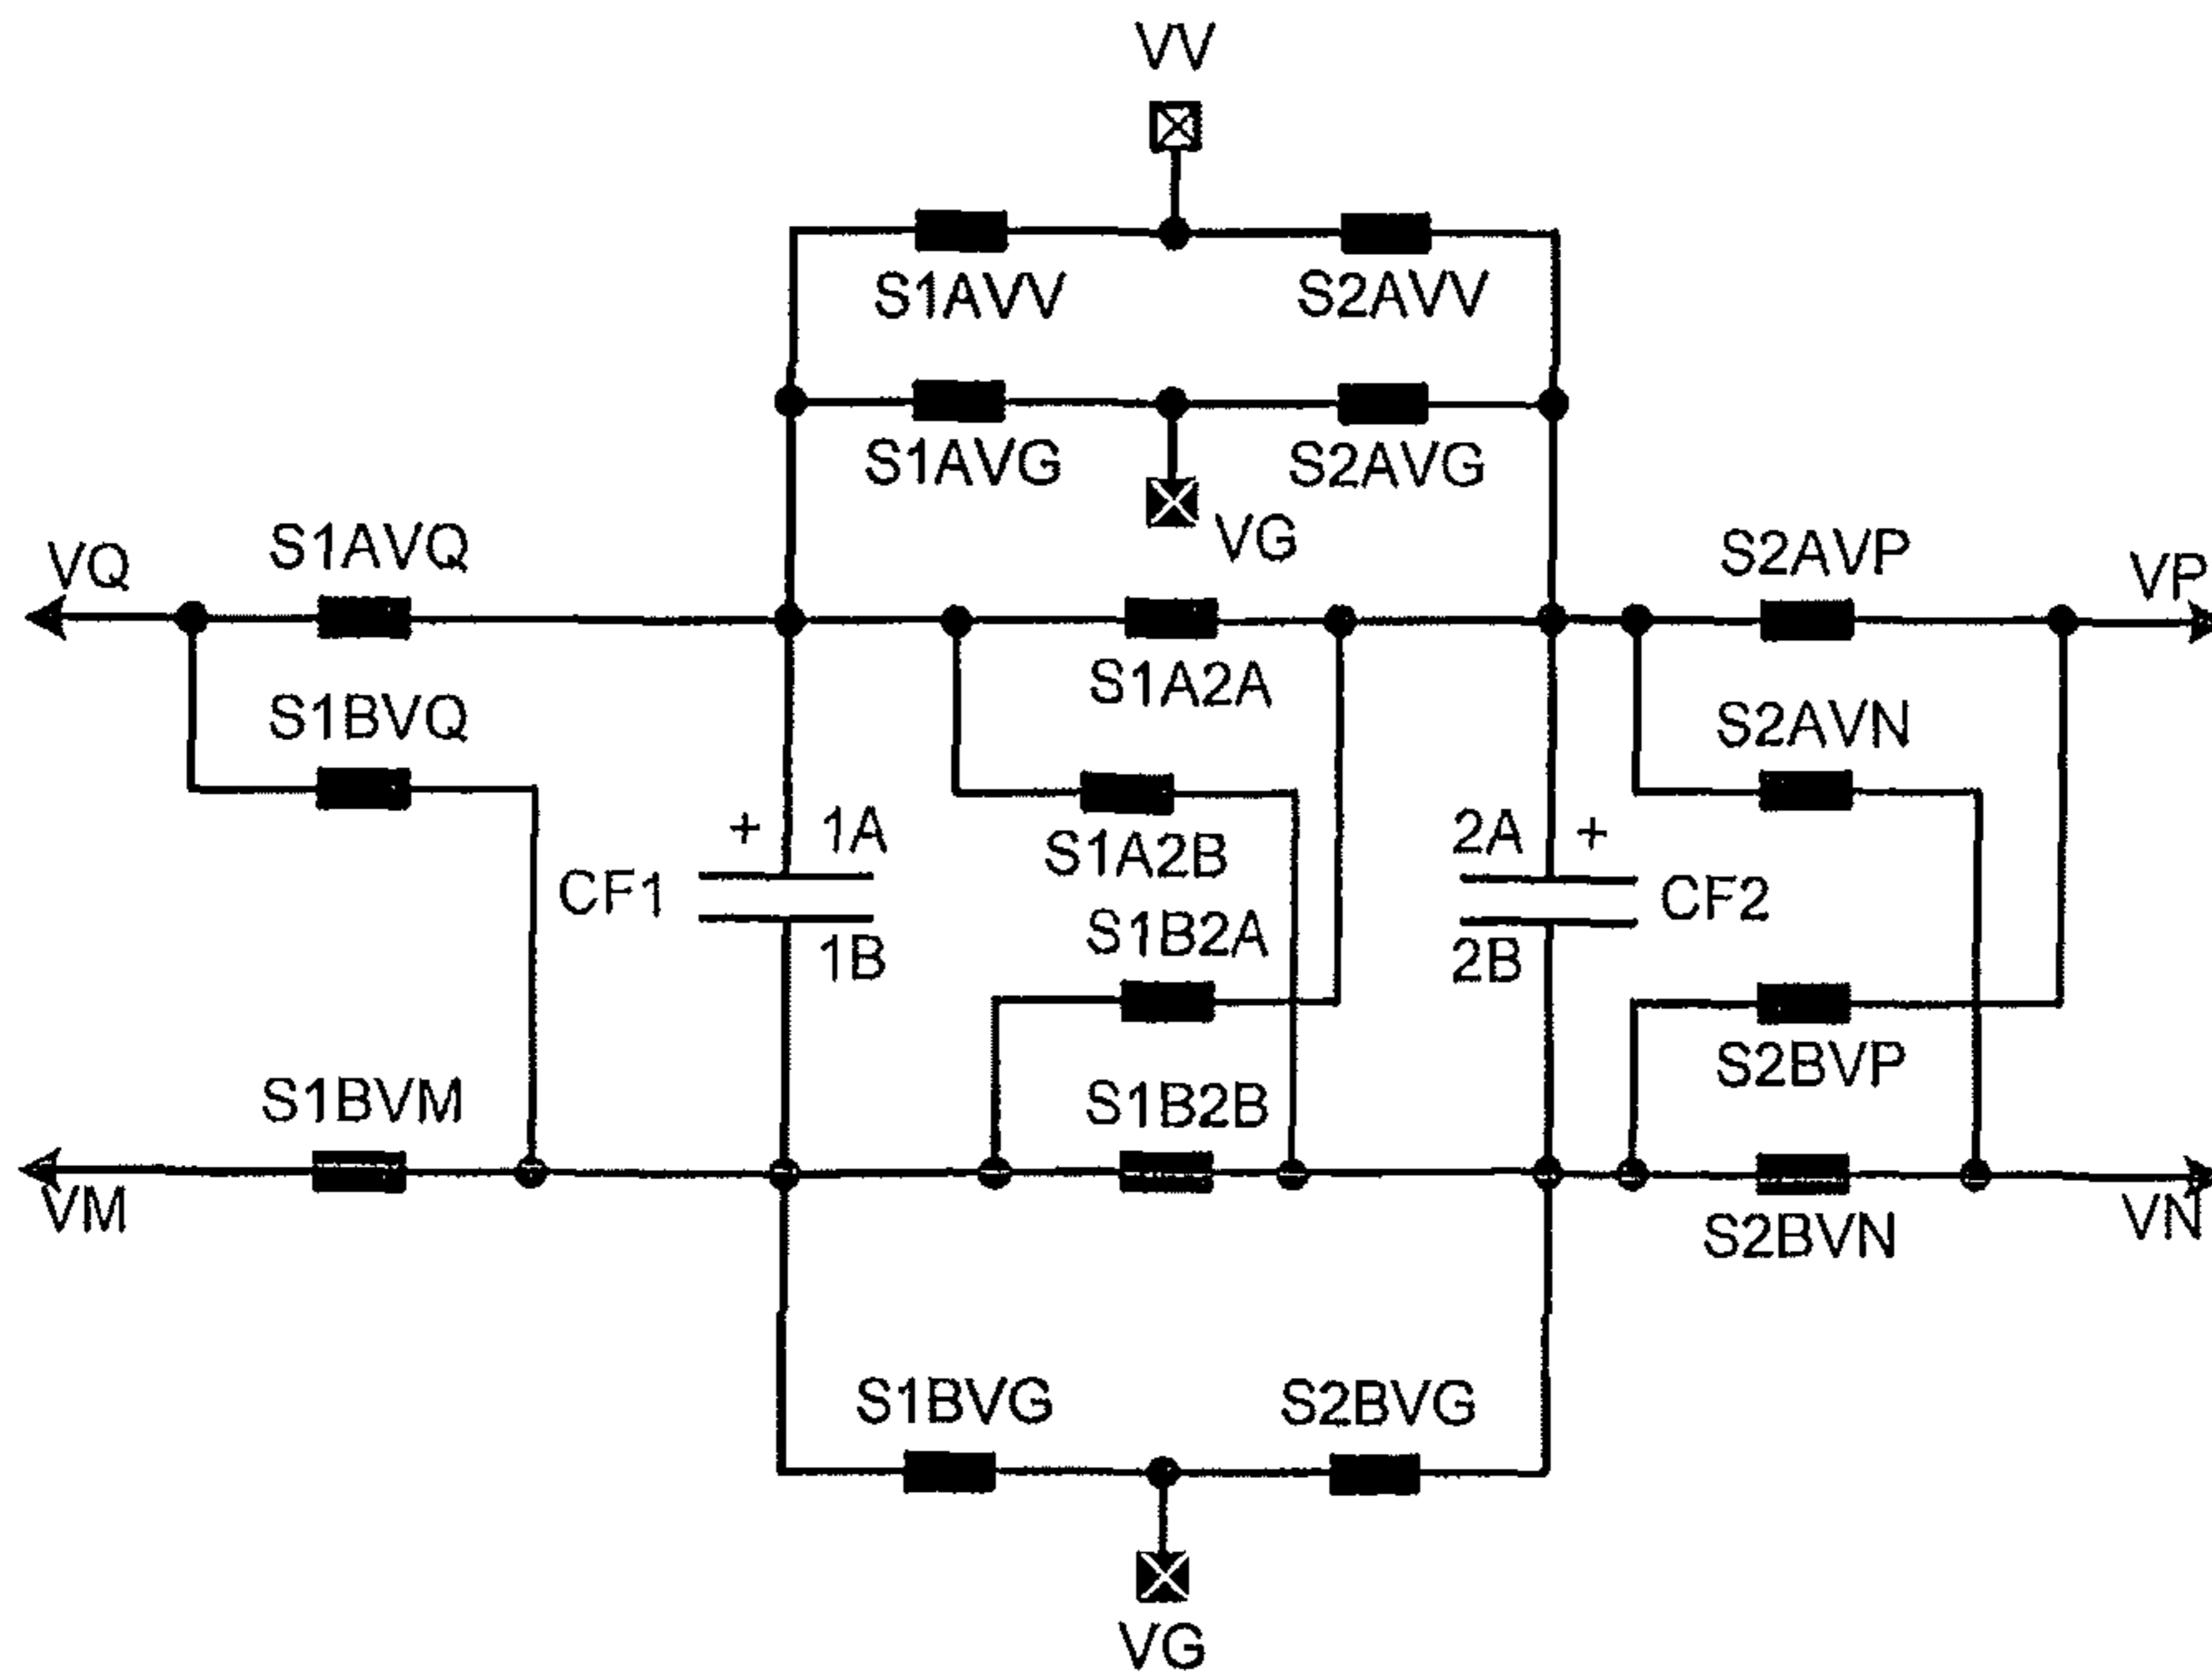 VV
S1AVV
S2AVV
S1AVG
S2AVG
VG
VQ
S1AVQ
S2AVP
VP
S1A2A
S1BVQ
S2AVN
+
1A
2A
+
S1A2B
CF1
CF2
S1B2A
1B
2B
S2BVP
S1BVM
S1B2B
VM
VN
S2BVN
S1BVG
S2BVG
VG